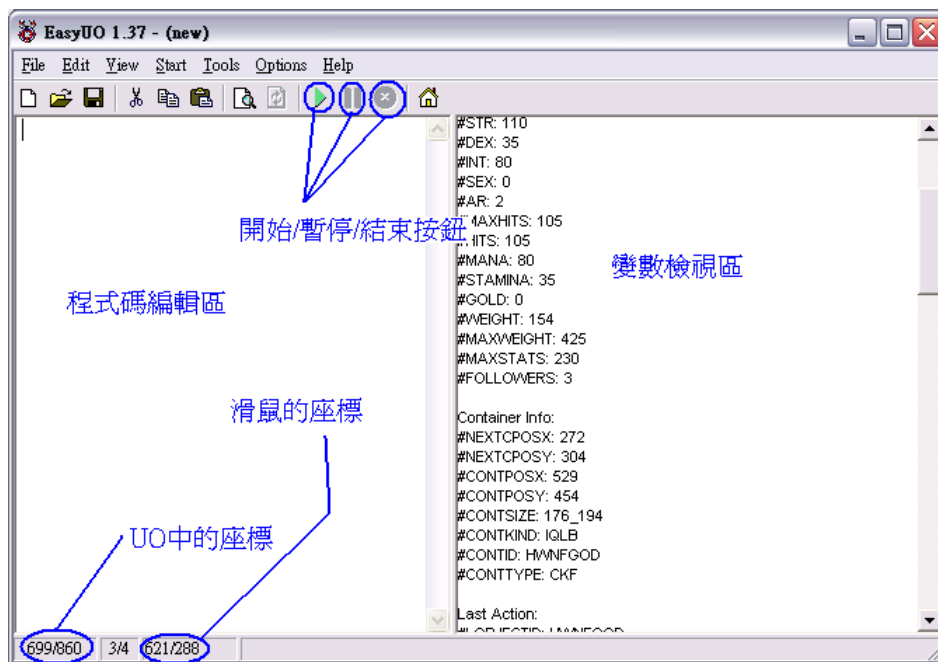 EasyUO 1.37 - (new)
File Edit View Start Tools Options Help
#STR: 110
#DEX: 35
#INT: 80
#SEX: 0
#AR: 2
MAXHITS: 105
HITS: 105
#MANA: 80
#STAMINA: 35
#GOLD: 0
#WEIGHT: 154
#MAXWEIGHT: 425
#MAXSTATS: 230
#FOLLOWERS: 3
開始/暫停/結束按鈕
變數檢視區
程式碼編輯區
滑鼠的座標
UO中的座標
Container Info:
#NEXTCPOSX: 272
#NEXTCPOSY: 304
#CONTPOSX: 529
#CONTPOSY: 454
#CONTSIZE: 176_194
#CONTKIND: IQLB
#CONTID: HWNFGOD
#CONTTYPE: CKF
Last Action:
699/860 3/4 621/288